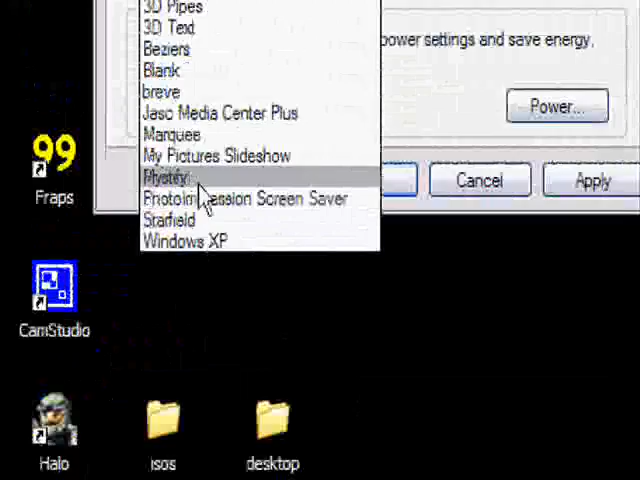 3D Pipes
3D Text
Beziers
Blank
breve
Jasc Media Center Plus
Marquee
My Pictures Slideshow
Mystify
Screen Saver
Starfield
Windows XP
power settings and save energy,
Power...
Cancel
Apply
99
Fraps
CamStudio
Halo
isos
desktop